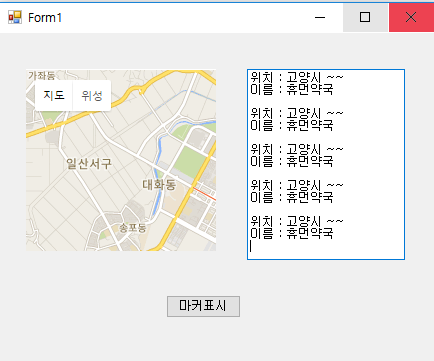 Form1
가좌동
지도 위성
일산서구
대화동
송포동
위치 : 고양시 ~~
이름 : 휴먼약국
위치 : 고양시 ~~
이름 : 휴먼약국
위치 : 고양시 ~~
이름 : 휴먼약국
위치 : 고양시 ~~
이름 : 휴먼약국
위치 : 고양시 ~~
이름 : 휴먼약국
마커표시